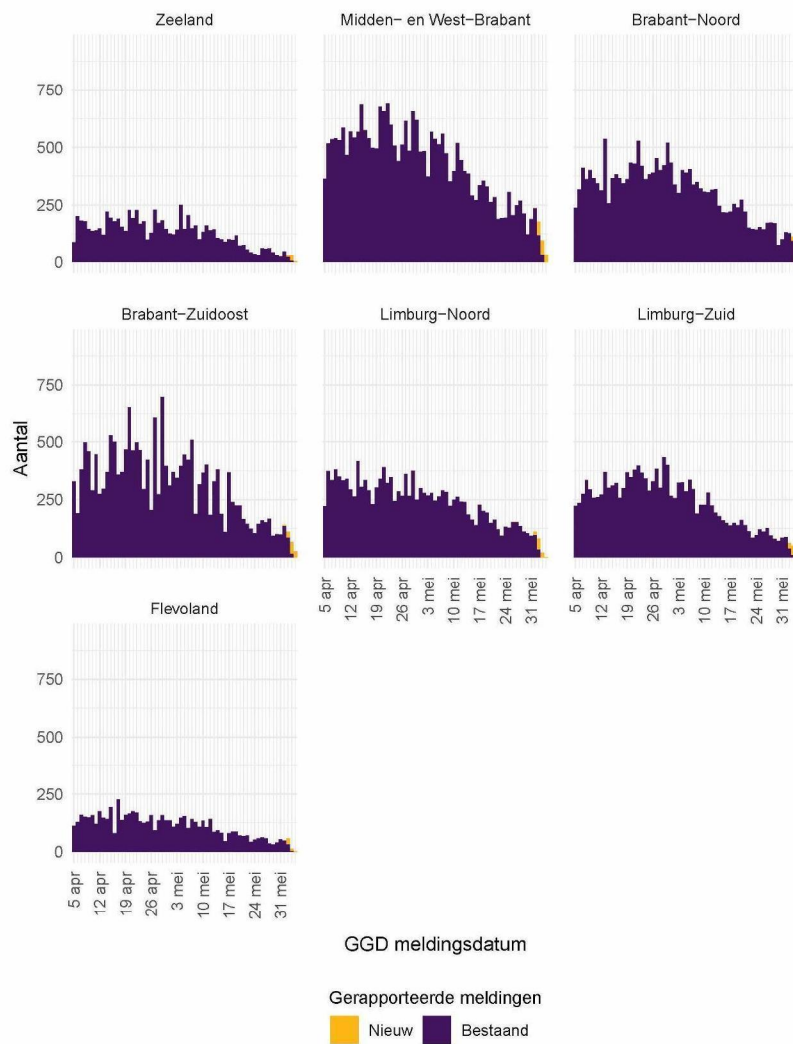 Zeeland
Midden- en West-Brabant
Brabant-Noord
750
500
250
0
Brabant-Zuidoost
Limburg-Noord
Limburg-Zuid
Aantal
750
500
250
0
5 apr
12 apr
19 apr
26 apr
3 mei
10 mei
17 mei
24 mei
31 mei
5 apr
12 apr
19 apr
26 apr
3 mei
10 mei
17 mei
24 mei
31 mei
Flevoland
750
500
250
0
5 apr
12 apr
19 apr
26 apr
3 mei
10 mei
17 mei
24 mei
31 mei
GGD meldingsdatum
Gerapporteerde meldingen
Nieuw
Bestaand